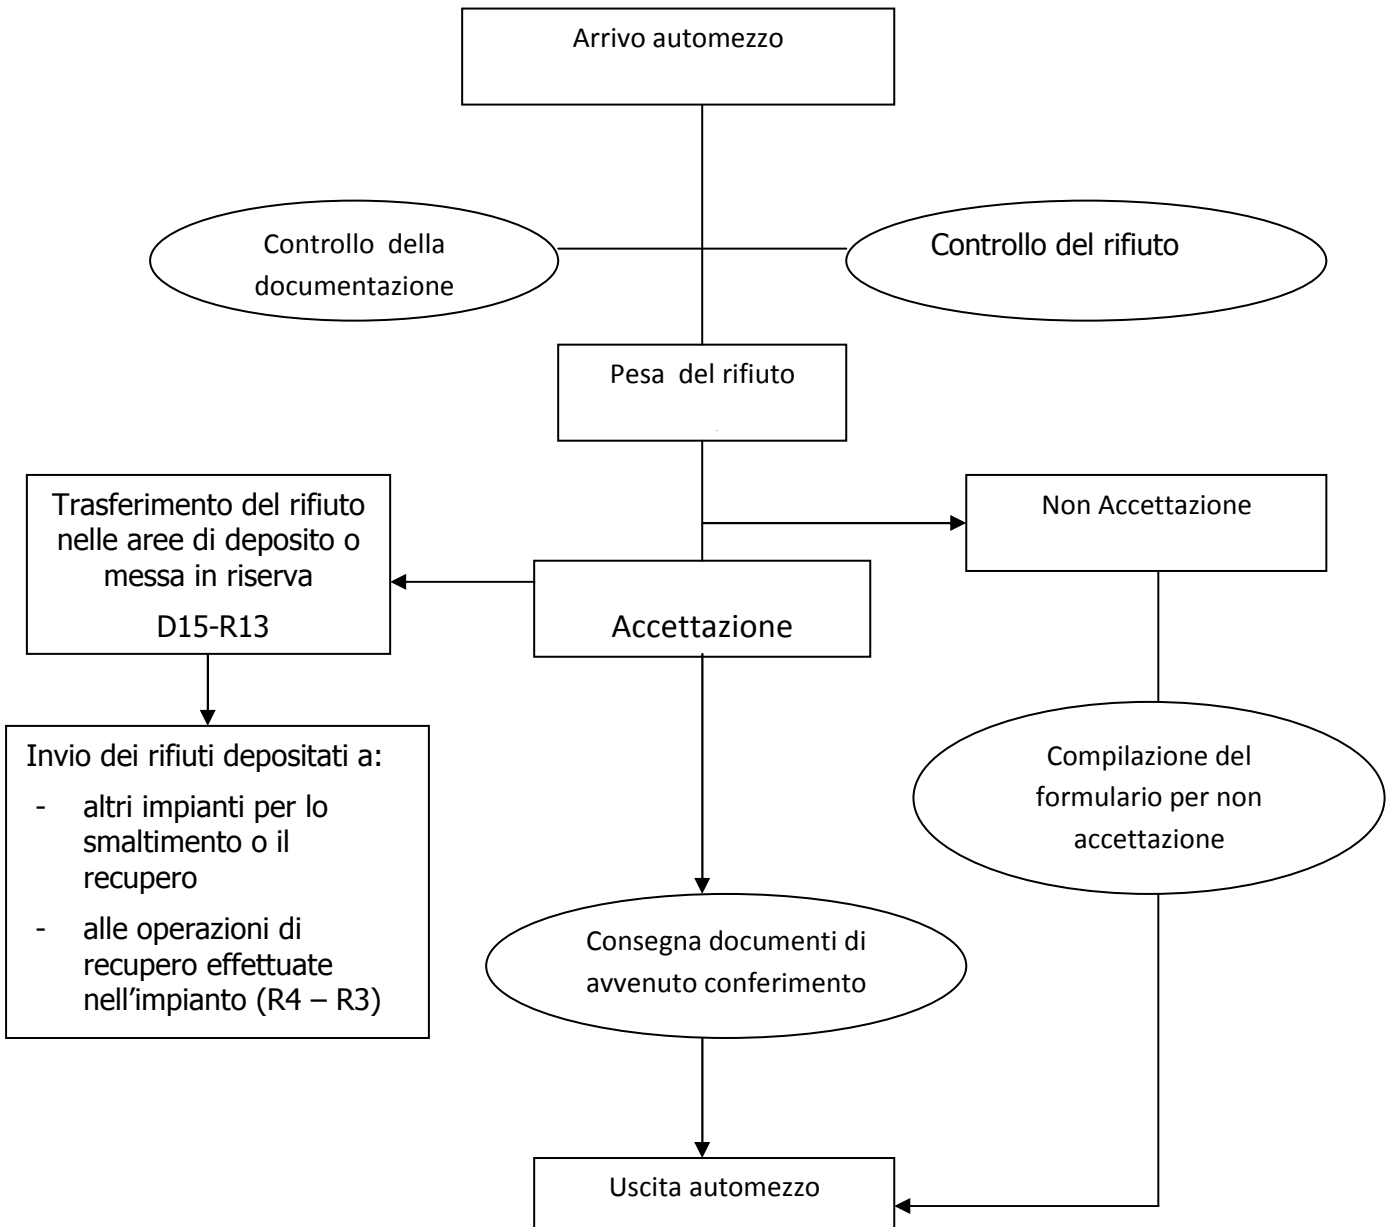 Arrivo automezzo
Controllo della
documentazione
Controllo del rifiuto
Pesa del rifiuto
Trasferimento del rifiuto
nelle aree di deposito o
messa in riserva
D15-R13
Non Accettazione
Accettazione
Invio dei rifiuti depositati a:
- altri impianti per lo
smaltimento o il
recupero
- alle operazioni di
recupero effettuate
nell’impianto (R4 – R3)
Compilazione del
formulario per non
accettazione
Consegna documenti di
avvenuto conferimento
Uscita automezzo